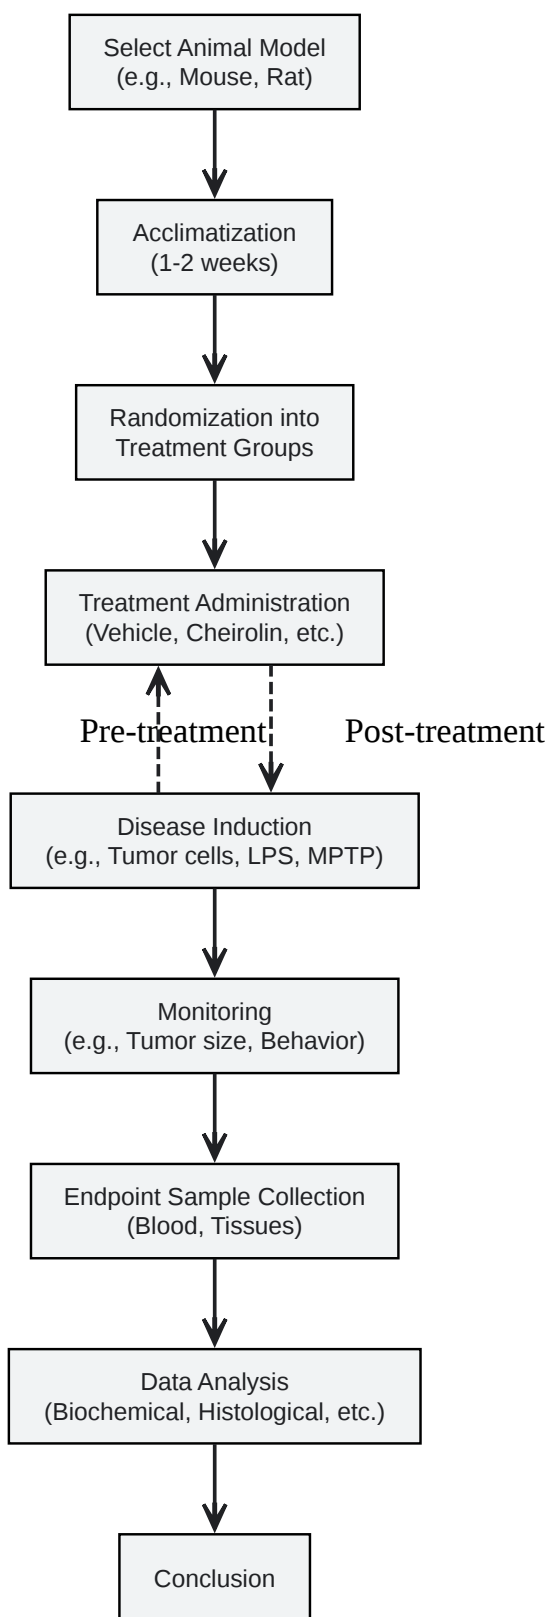 Select Animal Model
(e.g., Mouse, Rat)
Acclimatization
(1-2 weeks)
Randomization into
Treatment Groups
Treatment Administration
(Vehicle, Cheirolin, etc.)
Pre-treatment
Post-treatment
Disease Induction
(e.g., Tumor cells, LPS, MPTP)
Monitoring
(e.g., Tumor size, Behavior)
Endpoint Sample Collection
(Blood, Tissues)
Data Analysis
(Biochemical, Histological, etc.)
Conclusion